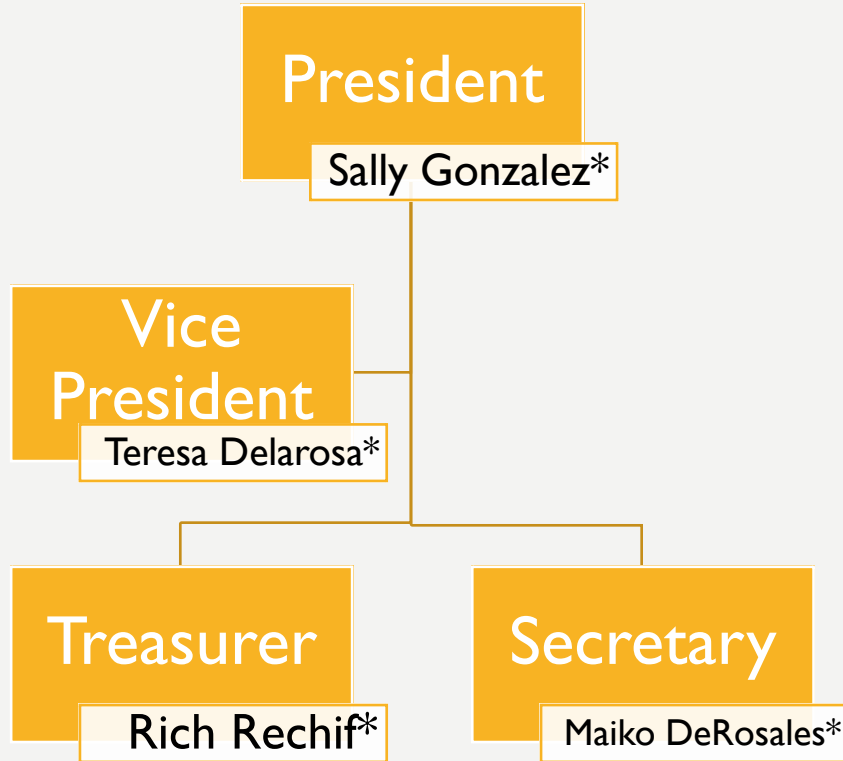 President
Sally Gonzalez*
Vice
President
Teresa Delarosa*
Treasurer
Rich Rechif*
Secretary
Maiko DeRosales*